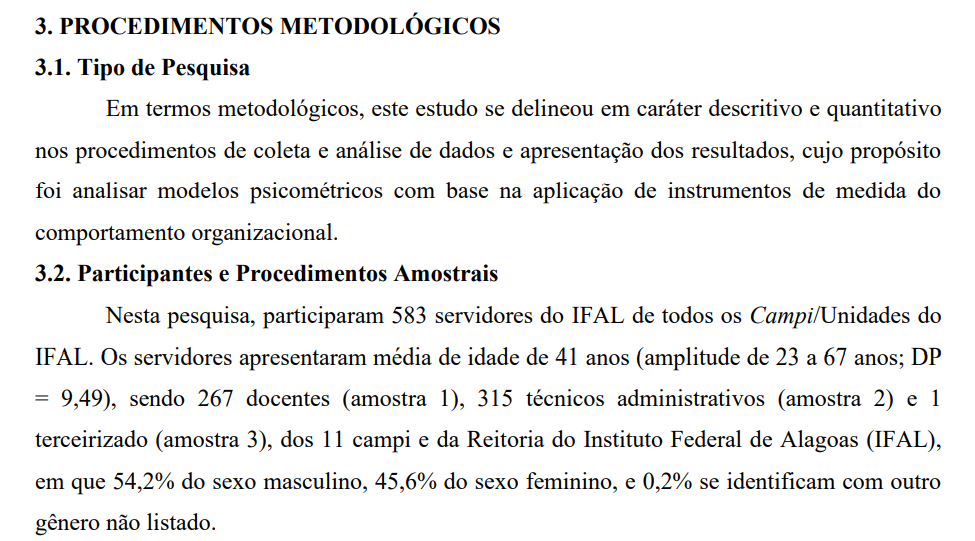 3. PROCEDIMENTOS METODOLÓGICOS
3.1. Tipo de Pesquisa
Em termos metodológicos, este estudo se delineou em caráter descritivo e quantitativo
nos procedimentos de coleta e análise de dados e apresentação dos resultados, cujo propósito
foi analisar modelos psicométricos com base na aplicação de instrumentos de medida do
comportamento organizacional.
3.2. Participantes e Procedimentos Amostrais
Nesta pesquisa, participaram 583 servidores do IFAL de todos os Campi/Unidades do
IFAL. Os servidores apresentaram média de idade de 41 anos (amplitude de 23 a 67 anos; DP
= 9,49), sendo 267 docentes (amostra 1), 315 técnicos administrativos (amostra 2) e 1
terceirizado (amostra 3), dos 11 campi e da Reitoria do Instituto Federal de Alagoas (IFAL),
em que 54,2% do sexo masculino, 45,6% do sexo feminino, e 0,2% se identificam com outro
gênero não listado.